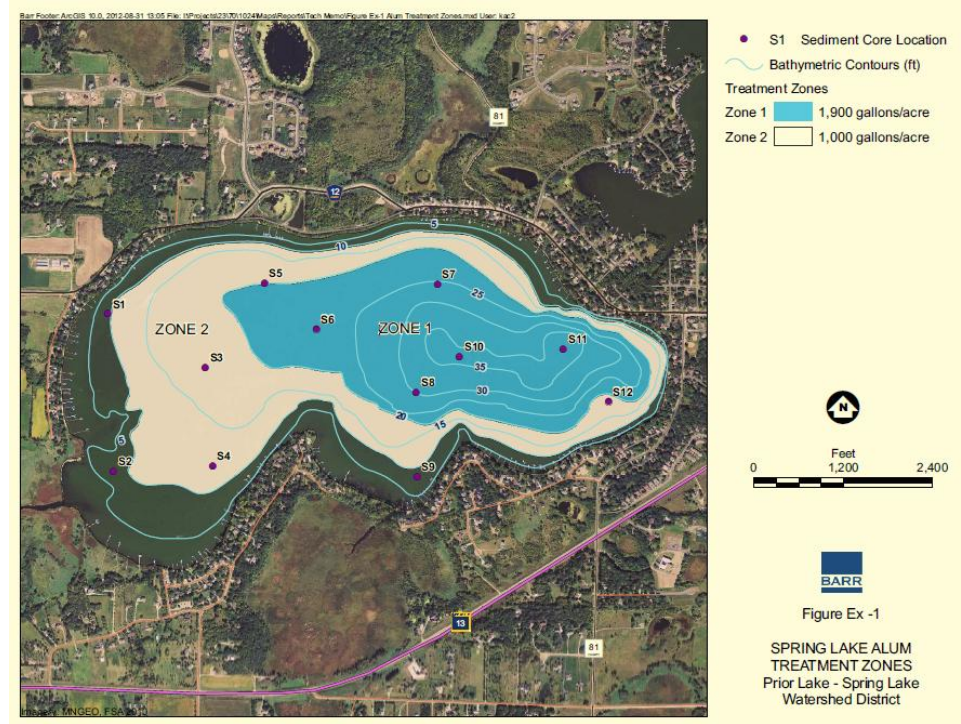 Barr Footer: ArcGIS 10.0, 2012-08-31 13:05 File: I:\Projects\23\70\1024\Maps\Reports\Tech Memo\Figure Ex-1 Alum Treatment Zones.mxd User: kac2
S1 Sediment Core Location
Bathymetric Contours (ft)
Treatment Zones
Zone 1 1,900 gallons/acre
Zone 2 1,000 gallons/acre
81
12
5
10
S5
S7
25
S1
ZONE 2
S6
ZONE 1
S11
S10
S3
35
S8
30
S12
20
15
5
S2
S4
S9
N
Feet
0 1,200 2,400
BARR
13
81
Figure Ex -1
SPRING LAKE ALUM
TREATMENT ZONES
Prior Lake - Spring Lake
Watershed District
MNGEO, FSA